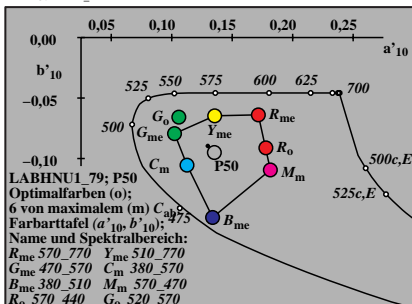 0,05 0,10 0,15 0,20 0,25
0,00
a'10
b'10
525 550 575 600 625 700
−0,05
Go
Rme
500
Gme Yme
Ro
−0,10
Cm
P50
Mm
500c,E
LABHNU1_79; P50
Optimalfarben (o);
525c,E
6 von maximalem (m) Cab
475
Farbarttafel (a'10, b'10);
Bme
Name und Spektralbereich:
Rme 570_770 Yme 510_770
Gme 470_570 Cm 380_570
Bme 380_510 Mm 570_470
Ro 570_440 Go 520_570